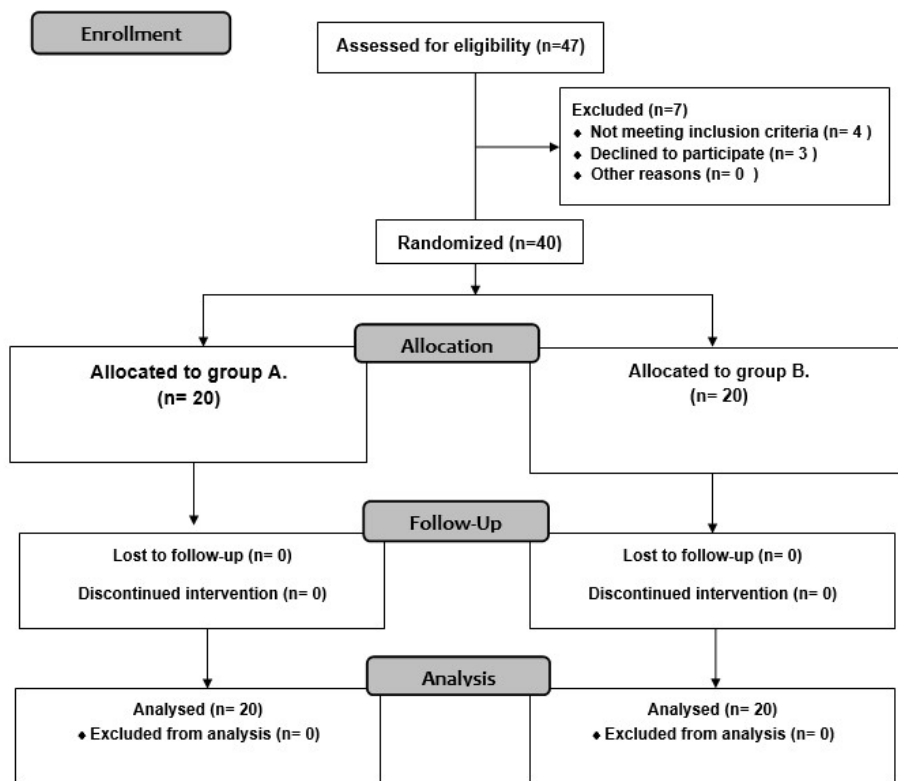 Enrollment
Assessed for eligibility (n=47)
Excluded (n=7)
♦ Not meeting inclusion criteria (n= 4 )
♦ Declined to participate (n= 3 )
♦ Other reasons (n= 0 )
Randomized (n=40)
Allocation
Allocated to group A.
(n= 20)
Allocated to group B.
(n= 20)
Follow-Up
Lost to follow-up (n= 0)
Discontinued intervention (n= 0)
Lost to follow-up (n= 0)
Discontinued intervention (n= 0)
Analysis
Analysed (n= 20)
♦ Excluded from analysis (n= 0)
Analysed (n= 20)
♦ Excluded from analysis (n= 0)